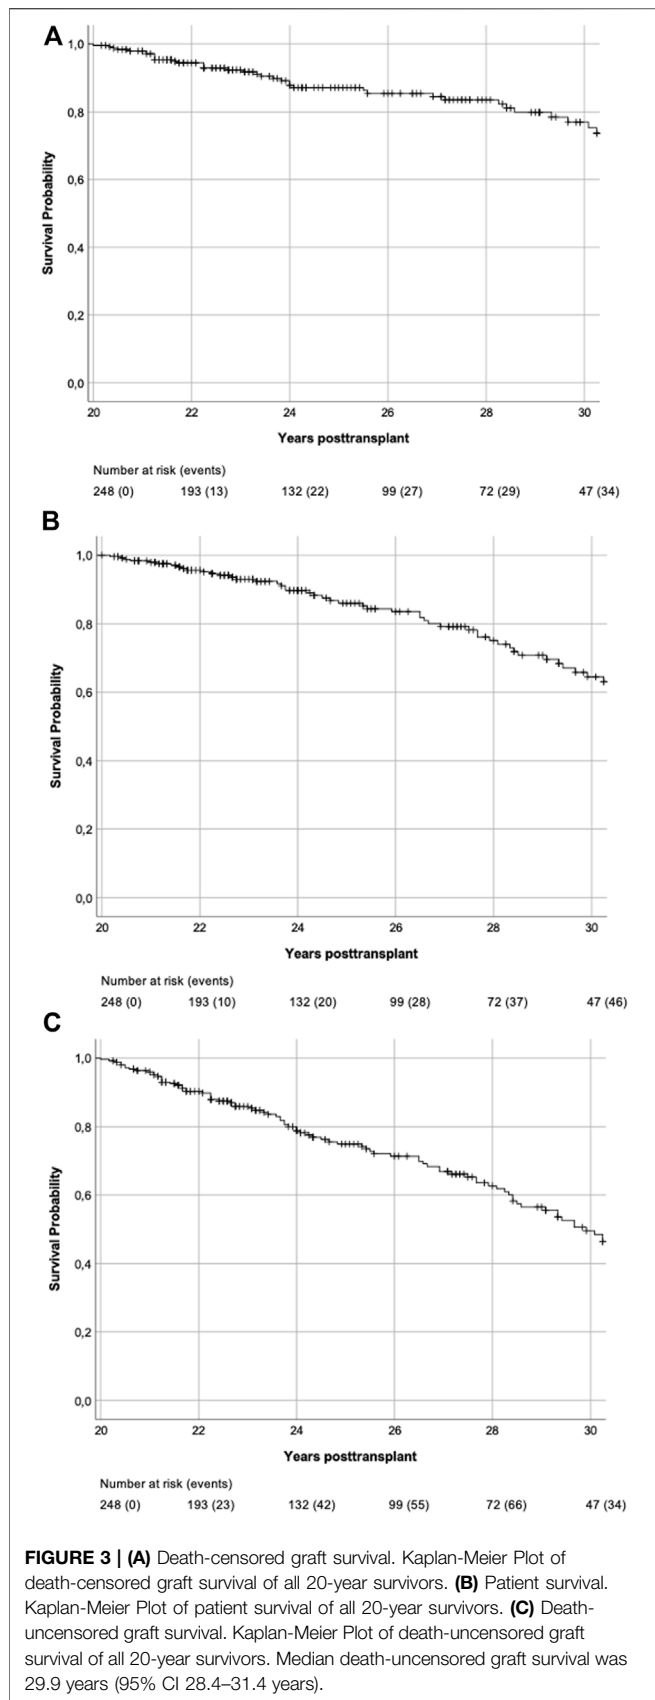 A
1,0
0,8
0,6
0,4
0,2
0,0
Survival Probability
20 22 24 26 28 30
Years posttransplant
Number at risk (events)
248 (0) 193 (13) 132 (22) 99 (27) 72 (29) 47 (34)
B
1,0
0,8
0,6
0,4
0,2
0,0
Survival Probability
20 22 24 26 28 30
Years posttransplant
Number at risk (events)
248 (0) 193 (10) 132 (20) 99 (28) 72 (37) 47 (46)
C
1,0
0,8
0,6
0,4
0,2
0,0
Survival Probability
20 22 24 26 28 30
Years posttransplant
Number at risk (events)
248 (0) 193 (23) 132 (42) 99 (55) 72 (66) 47 (34)
FIGURE 3 | (A) Death-censored graft survival. Kaplan-Meier Plot of
death-censored graft survival of all 20-year survivors. (B) Patient survival.
Kaplan-Meier Plot of patient survival of all 20-year survivors. (C) Death-
uncensored graft survival. Kaplan-Meier Plot of death-uncensored graft
survival of all 20-year survivors. Median death-uncensored graft survival was
29.9 years (95% CI 28.4–31.4 years).